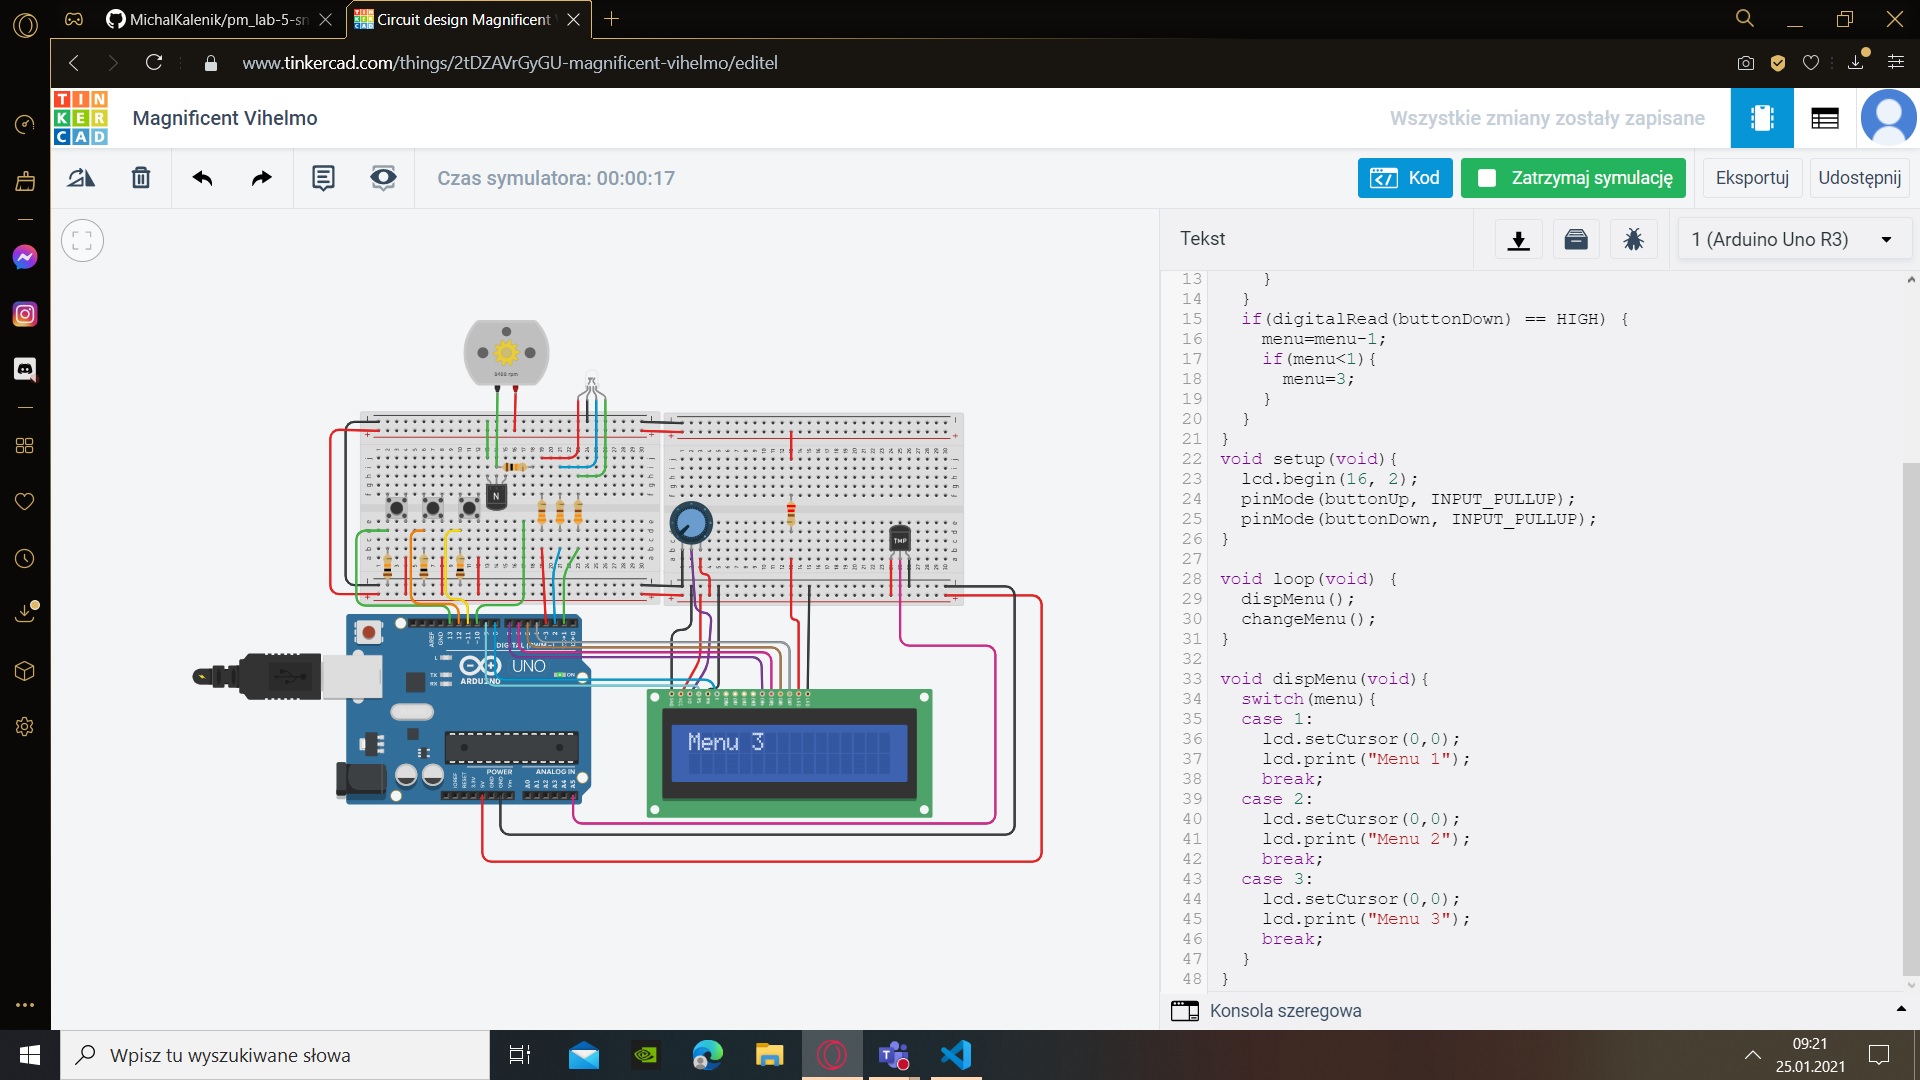 MichalKalenik/pm_lab-5-sn
Circuit design Magnificent
www.tinkercad.com/things/2tDZAVrGyGU-magnificent-vihelmo/editel
TIN
KER
CAD
Magnificent Vihelmo
Wszystkie zmiany zostały zapisane
Czas symulatora: 00:00:17
Kod
Zatrzymaj symulację
Eksportuj
Udostępnij
Tekst
1 (Arduino Uno R3)
13 }
14 }
15 if(digitalRead(buttonDown) == HIGH) {
16 menu=menu-1;
17 if(menu<1){
18 menu=3;
19 }
20 }
21 }
22 void setup(void){
23 lcd.begin(16, 2);
24 pinMode(buttonUp, INPUT_PULLUP);
25 pinMode(buttonDown, INPUT_PULLUP);
26 }
27
28 void loop(void) {
29 dispMenu();
30 changeMenu();
31 }
32
33 void dispMenu(void){
34 switch(menu){
35 case 1:
36 lcd.setCursor(0,0);
37 lcd.print("Menu 1");
38 break;
39 case 2:
40 lcd.setCursor(0,0);
41 lcd.print("Menu 2");
42 break;
43 case 3:
44 lcd.setCursor(0,0);
45 lcd.print("Menu 3");
46 break;
47 }
48 }
N
TMP
UNO
ARDUINO
ON
POWER
ANALOG IN
Menu 3
Konsola szeregowa
Wpisz tu wyszukiwane słowa
09:21
25.01.2021